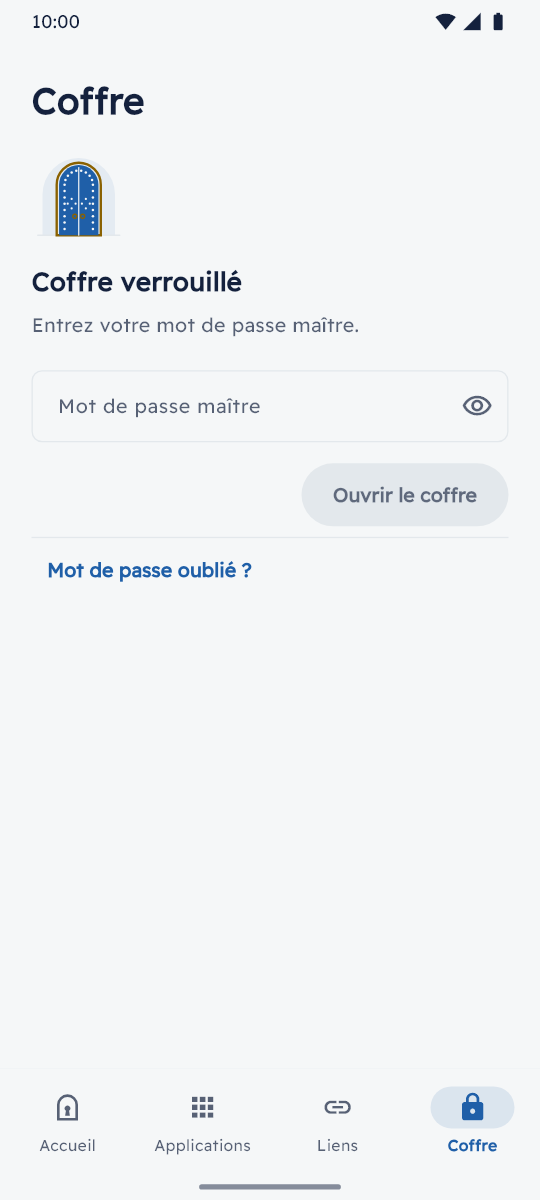 10:00
Coffre
Coffre verrouillé
Entrez votre mot de passe maître.
Mot de passe maître
Ouvrir le coffre
Mot de passe oublié ?
Accueil
Applications
Liens
Coffre